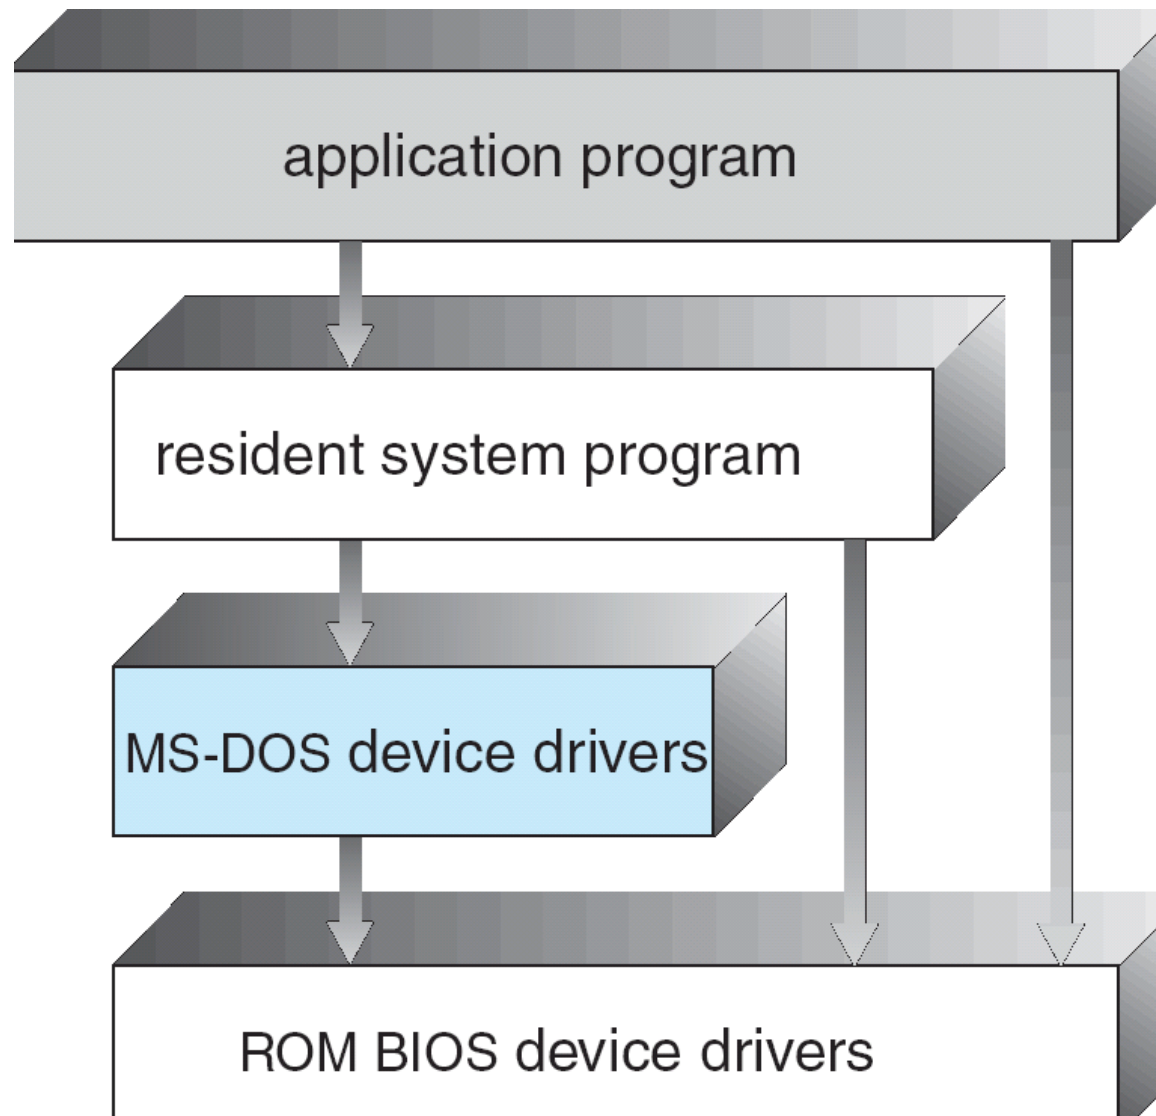 application program
resident system program
MS-DOS device drivers
ROM BIOS device drivers